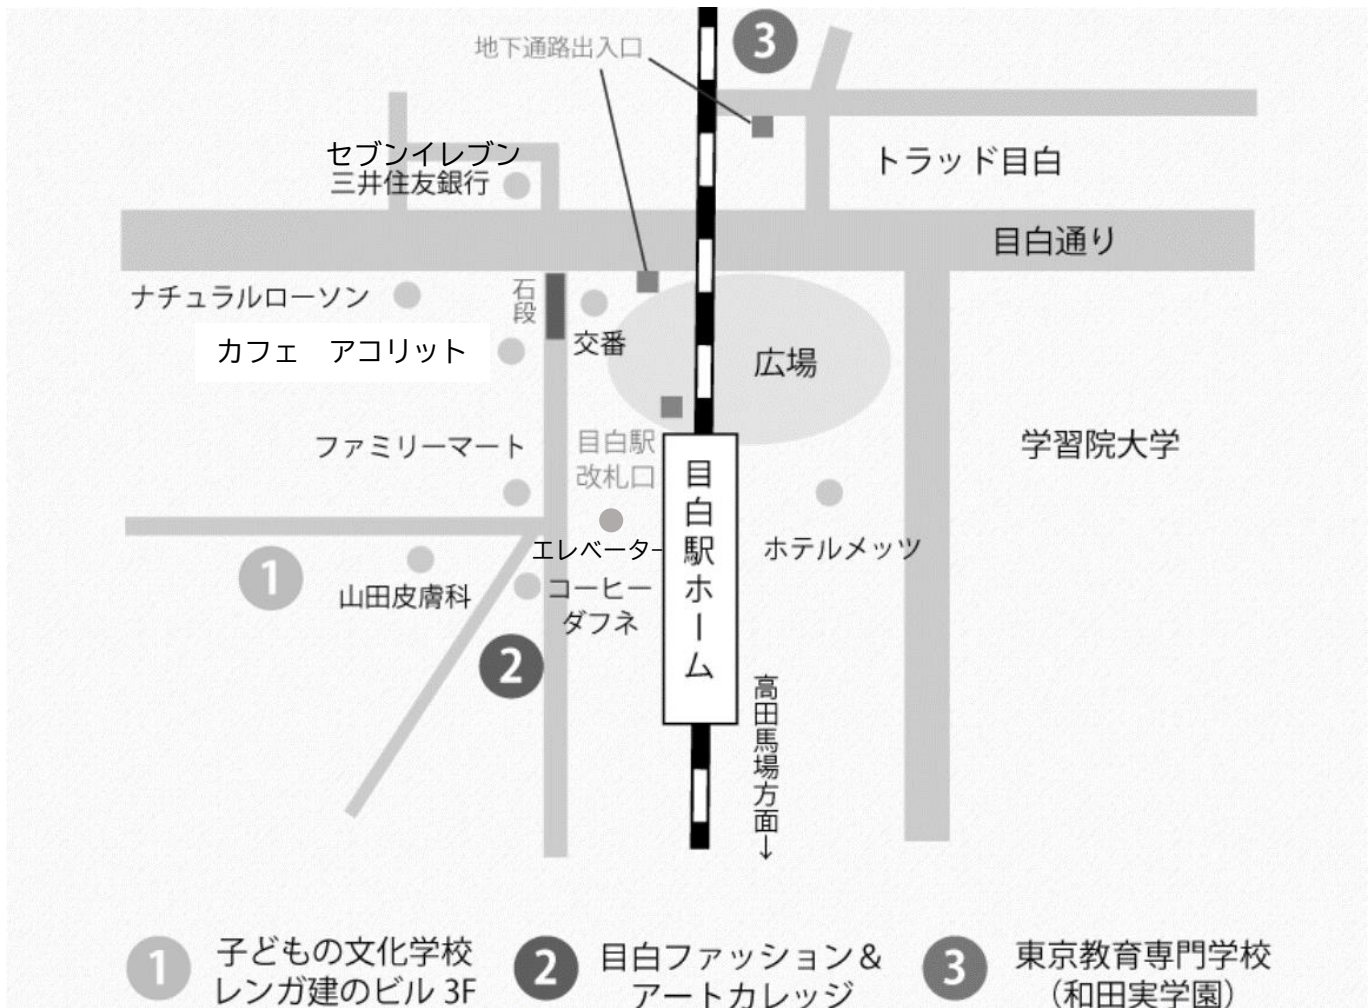 3
地下通路出入口
セブンイレブン
三井住友銀行
トラッド目白
目白通り
ナチュラルローソン
石段
交番
カフェ　アコリット
広場
ファミリーマート
目白駅
改札口
学習院大学
目白駅ホーム
エレベーター
ホテルメッツ
1
山田皮膚科
コーヒー
ダフネ
2
高田馬場方面↓
1 子どもの文化学校
レンガ建のビル 3F
2 目白ファッション＆
アートカレッジ
3 東京教育専門学校
（和田実学園）